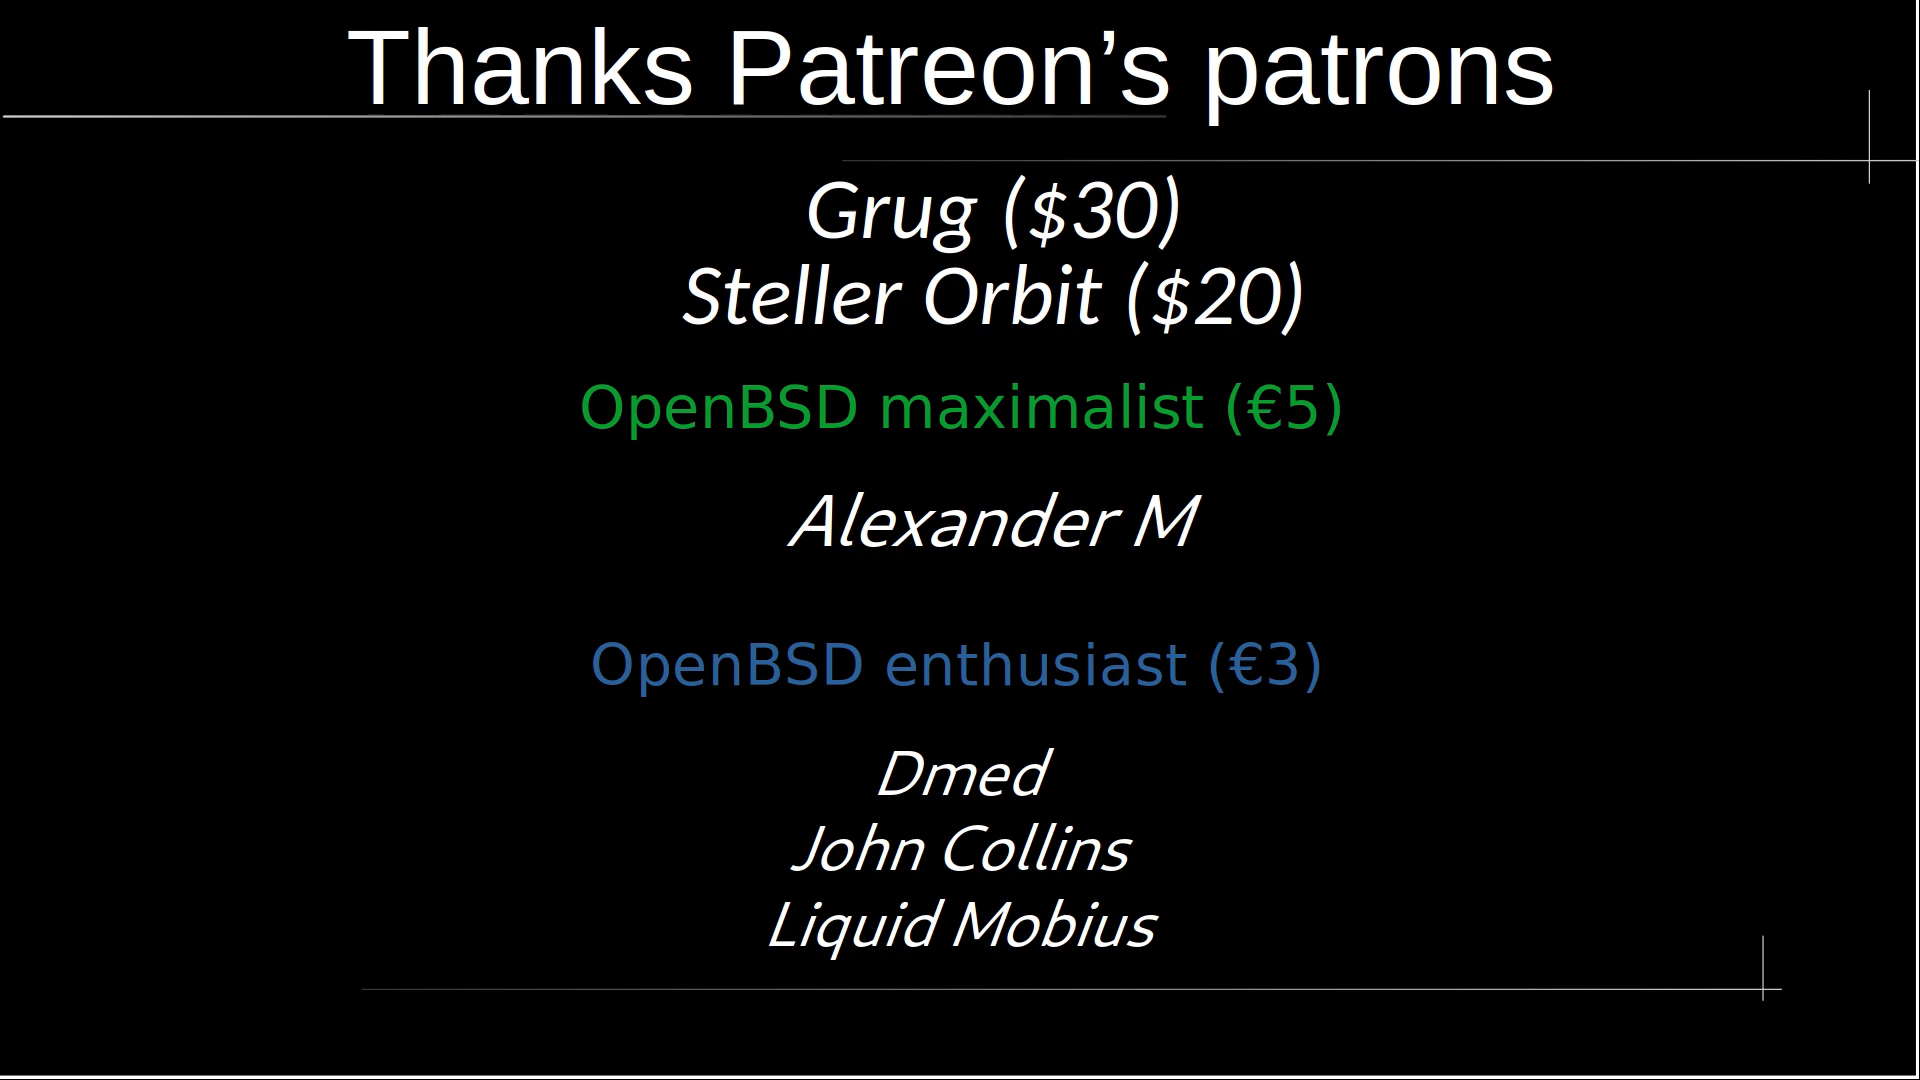 Thanks Patreon’s patrons
Grug ($30)
Steller Orbit ($20)
OpenBSD maximalist (€5)
Alexander M
OpenBSD enthusiast (€3)
Dmed
John Collins
Liquid Mobius